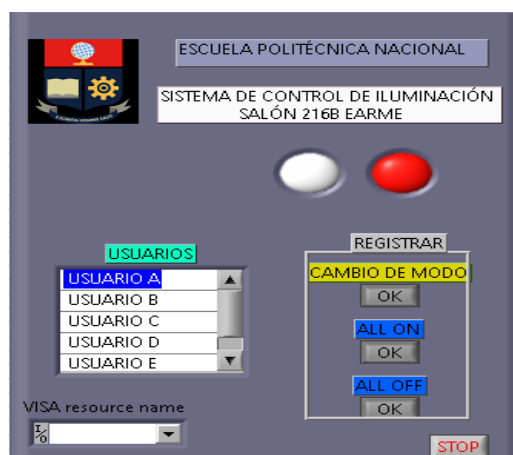 ESCUELA POLITÉCNICA NACIONAL
SISTEMA DE CONTROL DE ILUMINACIÓN
SALÓN 216B EARME
USUARIOS
USUARIO A
USUARIO B
USUARIO C
USUARIO D
USUARIO E
REGISTRAR
CAMBIO DE MODO
OK
ALL ON
OK
ALL OFF
OK
VISA resource name
I/O
STOP